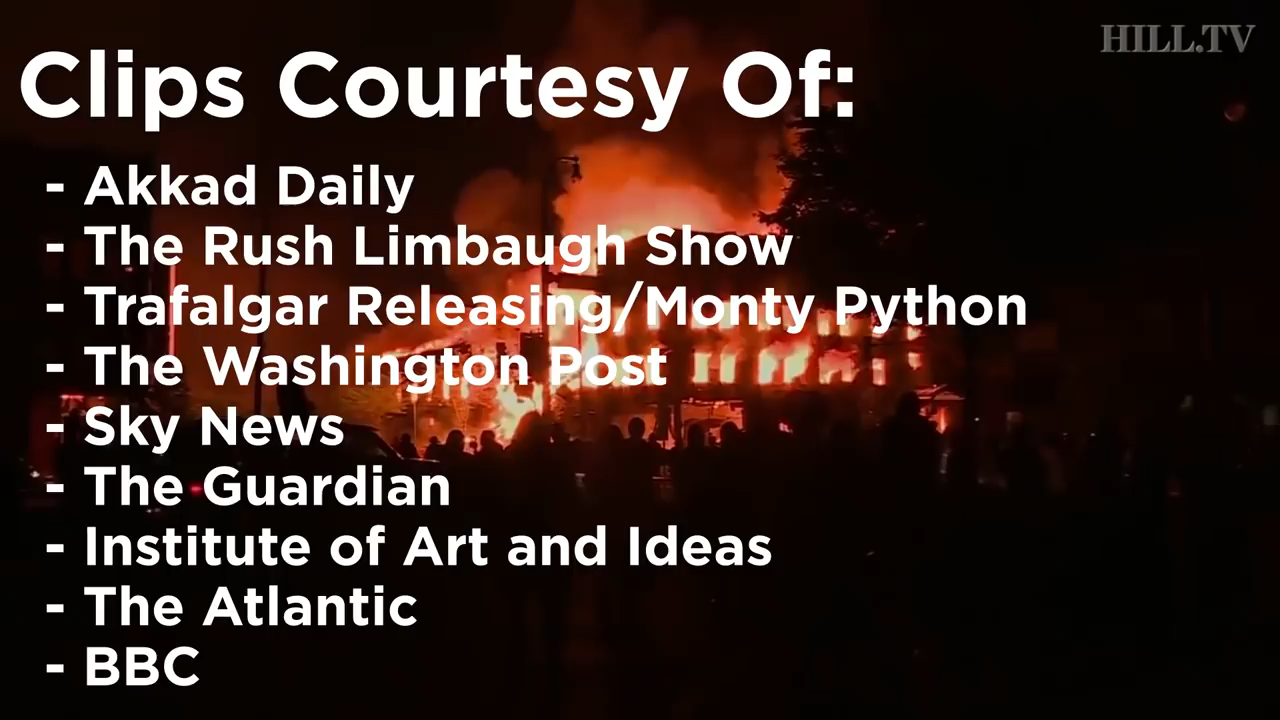 HILL.TV
Clips Courtesy Of:
- Akkad Daily
- The Rush Limbaugh Show
- Trafalgar Releasing/Monty Python
- The Washington Post
- Sky News
- The Guardian
- Institute of Art and Ideas
- The Atlantic
- BBC